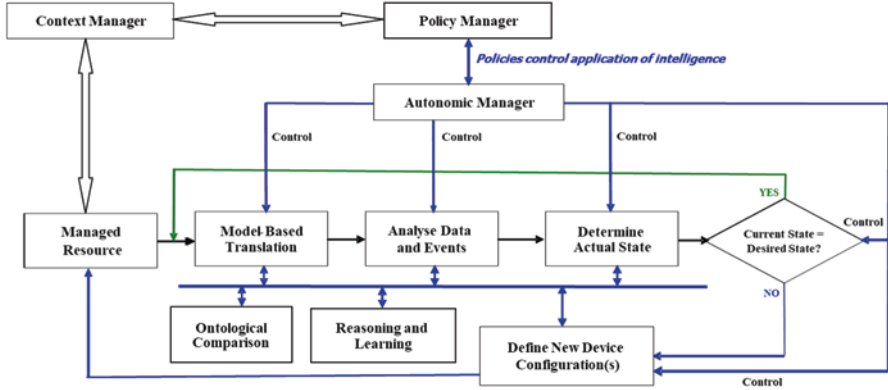 Context Manager
Policy Manager
Policies control application of intelligence
Autonomic Manager
Control
Control
Control
YES
Managed
Resource
Model-Based
Translation
Analyse Data
and Events
Determine
Actual State
Current State =
Desired State?
Control
NO
Ontological
Comparison
Reasoning and
Learning
Define New Device
Configuration(s)
Control